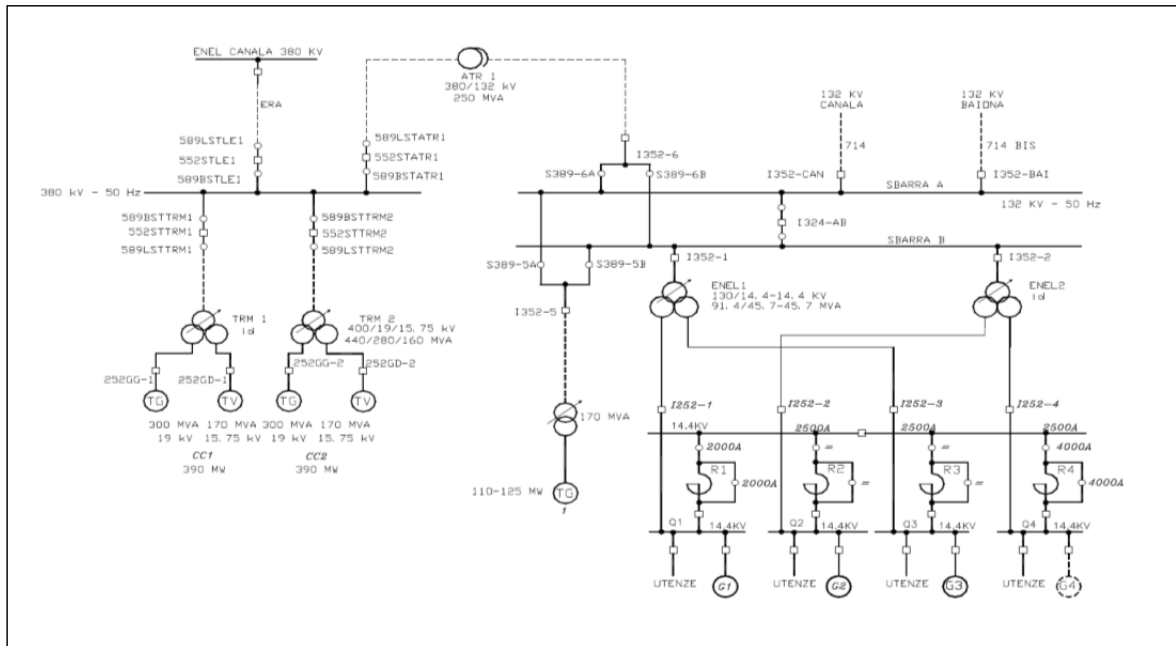 ENEL CANALA 380 KV
ERA
589LSTLE1
552STLE1
589BSTLE1
ATR 1
380/132 kV
250 MVA
589LSTATR1
552STATR1
589BSTATR1
380 kV - 50 Hz
589BSTTRM1
552STTRM1
589LSTTRM1
589BSTTRM2
552STTRM2
589LSTTRM2
TRM 1
id
TRM 2
400/19/15.75 kV
440/280/160 MVA
252GG-1
252GD-1
252GG-2
252GD-2
TG
TV
TG
TV
300 MVA 170 MVA 300 MVA 170 MVA
19 kV 15.75 kV 19 kV 15.75 kV
CC1 CC2
390 MW 390 MW
132 KV
CANALA
132 KV
BAIONA
714
714 BIS
I352-6
S389-6A
S389-6B
I352-CAN
I352-BAI
SBARRA A
132 KV - 50 Hz
I324-AB
SBARRA B
S389-5A
S389-5B
I352-1
I352-2
ENEL1
130/14.4-14.4 KV
91.4/45.7-45.7 MVA
ENEL2
id
I352-5
170 MVA
110-125 MW
TG
1
I252-1
I252-2
I252-3
I252-4
14.4KV
2500A
2500A
2500A
2000A
=
=
4000A
R1
R2
R3
R4
2000A
=
=
4000A
Q1 14.4KV
Q2 14.4KV
Q3 14.4KV
Q4 14.4KV
UTENZE G1
UTENZE G2
UTENZE G3
UTENZE G4